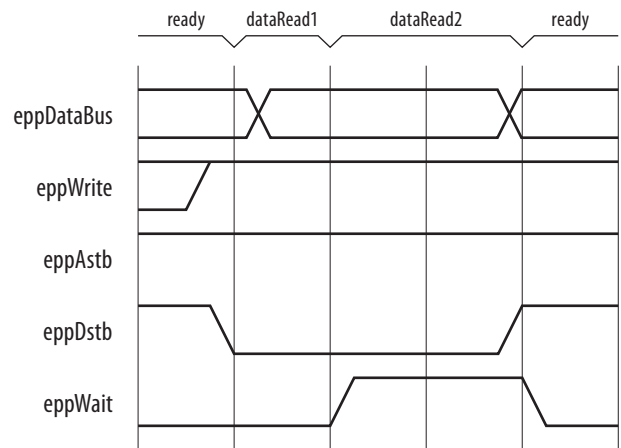 ready dataRead1 dataRead2 ready
eppDataBus
eppWrite
eppAstb
eppDstb
eppWait